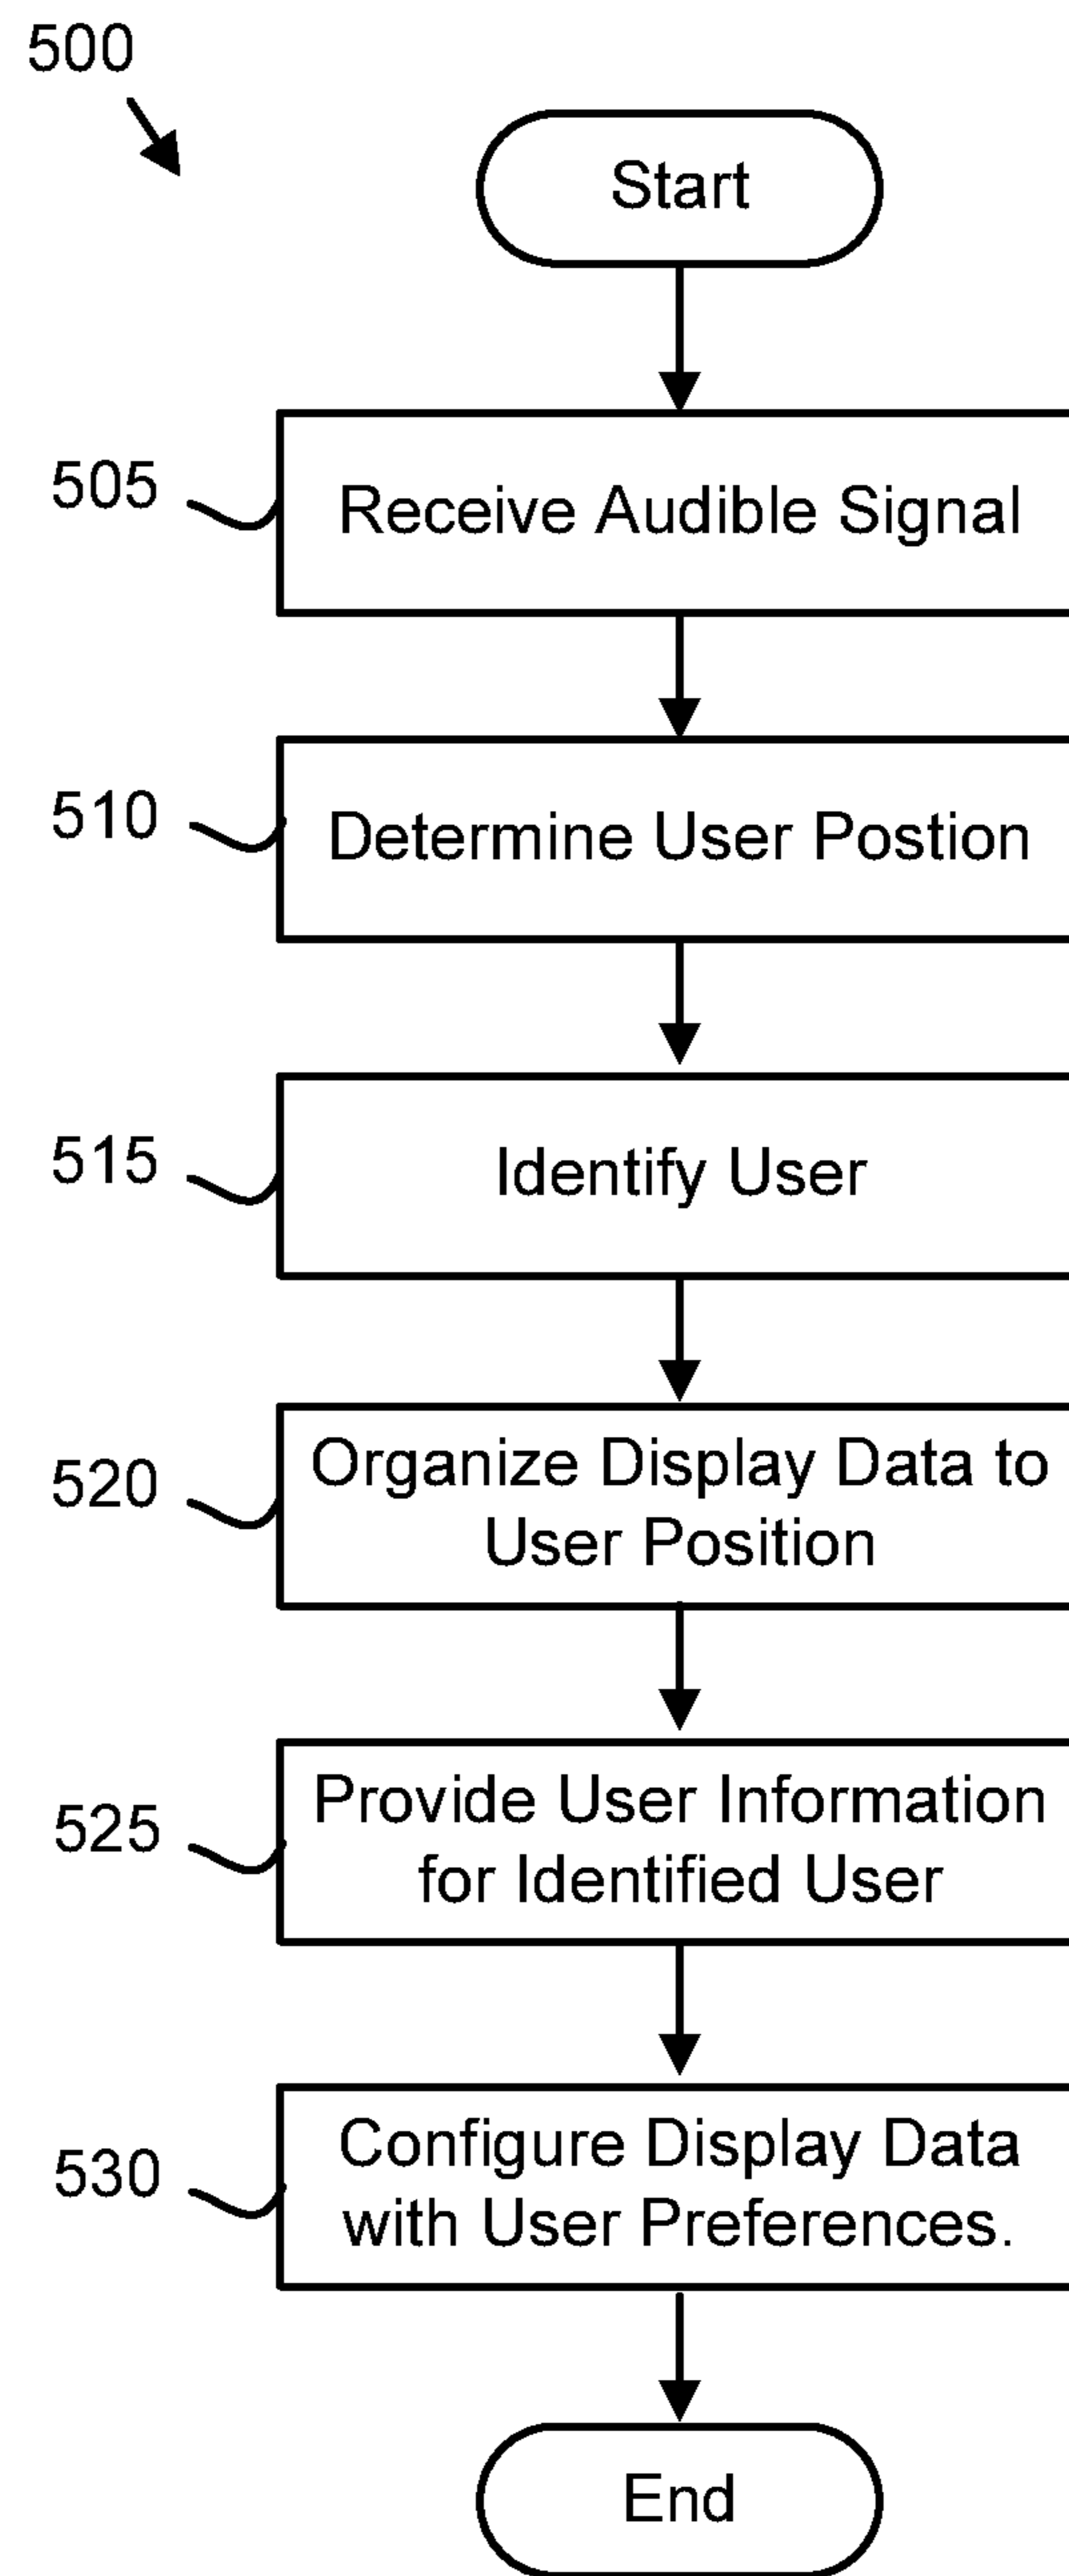 500
Start
505
Receive Audible Signal
510
Determine User Postion
515
Identify User
520
Organize Display Data to
User Position
525
Provide User Information
for Identified User
530
Configure Display Data
with User Preferences.
End